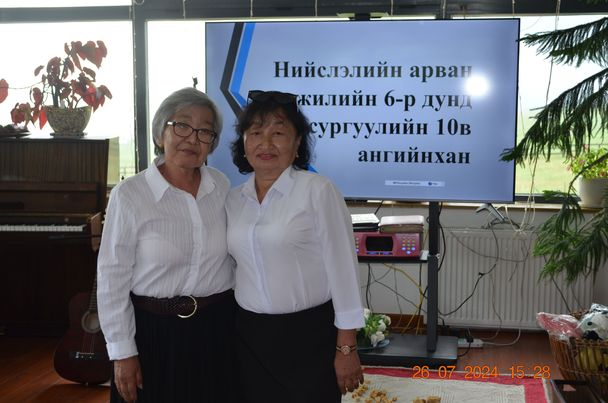 Нийслэлийн арван
жилийн 6-р дунд
сургуулийн 10в
ангийнхан
26 07 2024 15:28